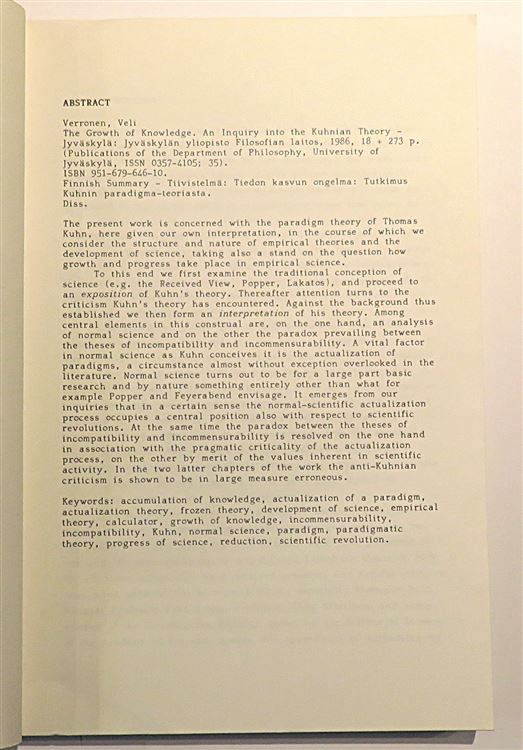 ABSTRACT
Verronen, Veli
The Growth of Knowledge. An Inquiry into the Kuhnian Theory -
Jyväskylä: Jyväskylän yliopisto Filosofian laitos, 1986, 18 + 273 p.
(Publications of the Department of Philosophy, University of
Jyväskylä, ISSN 0357-4105; 35).
ISBN 951-679-646-10.
Finnish Summary - Tiivistelmä: Tiedon kasvun ongelma: Tutkimus
Kuhnin paradigma-teoriasta.
Diss.
The present work is concerned with the paradigm theory of Thomas
Kuhn, here given our own interpretation, in the course of which we
consider the structure and nature of empirical theories and the
development of science, taking also a stand on the question how
growth and progress take place in empirical science.
To this end we first examine the traditional conception of
science (e.g. the Received View, Popper, Lakatos), and proceed to
an exposition of Kuhn's theory. Thereafter attention turns to the
criticism Kuhn's theory has encountered. Against the background thus
established we then form an interpretation of his theory. Among
central elements in this construal are, on the one hand, an analysis
of normal science and on the other the paradox prevailing between
the theses of incompatibility and incommensurability. A vital factor
in normal science as Kuhn conceives it is the actualization of
paradigms, a circumstance almost without exception overlooked in the
literature. Normal science turns out to be for a large part basic
research and by nature something entirely other than what for
example Popper and Feyerabend envisage. It emerges from our
inquiries that in a certain sense the normal-scientific actualization
process occupies a central position also with respect to scientific
revolutions. At the same time the paradox between the theses of
incompatibility and incommensurability is resolved on the one hand
in association with the pragmatic criticality of the actualization
process, on the other by merit of the values inherent in scientific
activity. In the two latter chapters of the work the anti-Kuhnian
criticism is shown to be in large measure erroneous.
Keywords: accumulation of knowledge, actualization of a paradigm,
actualization theory, frozen theory, development of science, empirical
theory, calculator, growth of knowledge, incommensurability,
incompatibility, Kuhn, normal science, paradigm, paradigmatic
theory, progress of science, reduction, scientific revolution.